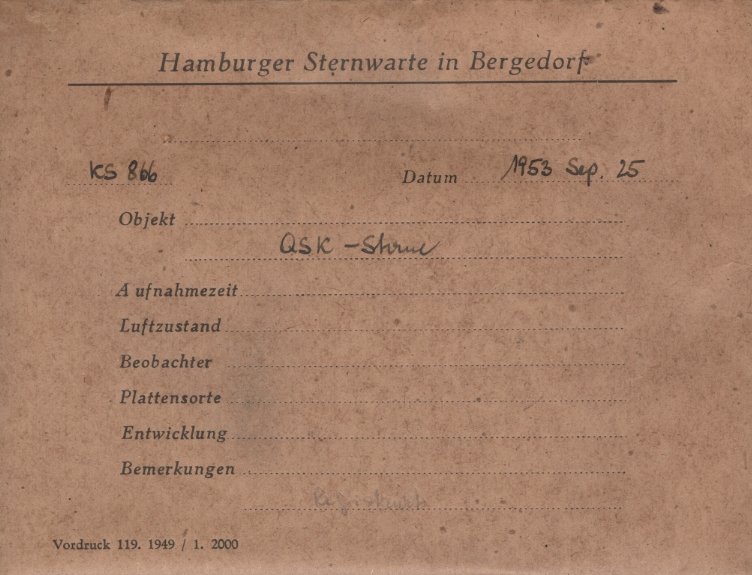 Hamburger Sternwarte in Bergedorf
KS 866 Datum 1953 Sep. 25
Objekt
QSK - Sterne
Aufnahmezeit
Luftzustand
Beobachter
Plattensorte
Entwicklung
Bemerkungen
Vordruck 119. 1949 / 1. 2000